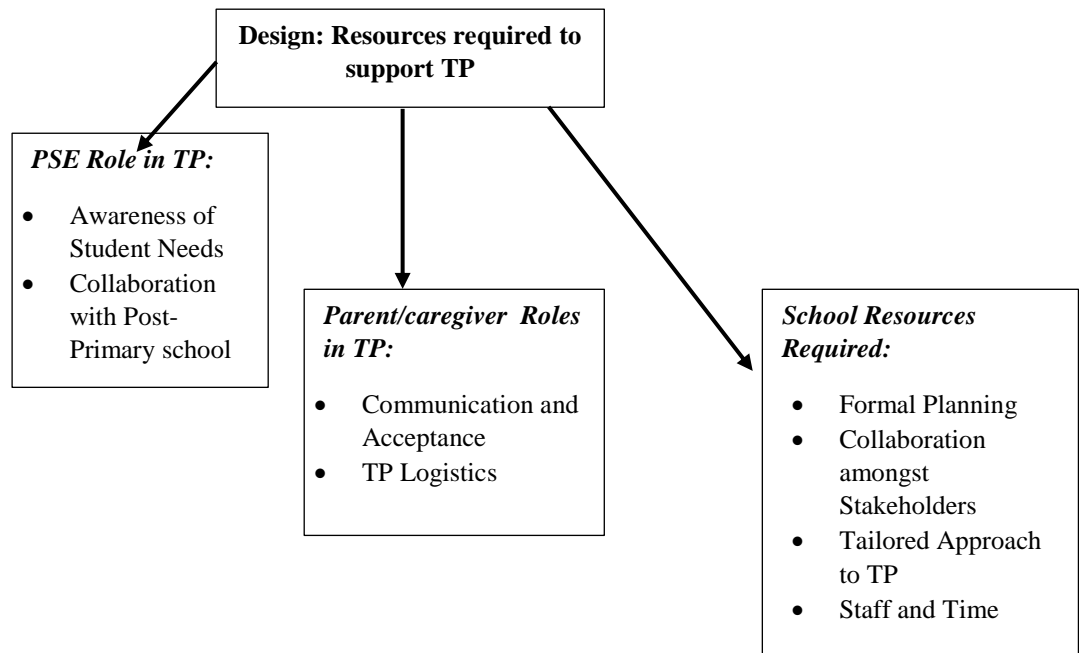 Design: Resources required to
support TP
PSE Role in TP:
• Awareness of
Student Needs
• Collaboration
with Post-
Primary school
Parent/caregiver Roles
in TP:
• Communication and
Acceptance
• TP Logistics
School Resources
Required:
• Formal Planning
• Collaboration
amongst
Stakeholders
• Tailored Approach
to TP
• Staff and Time